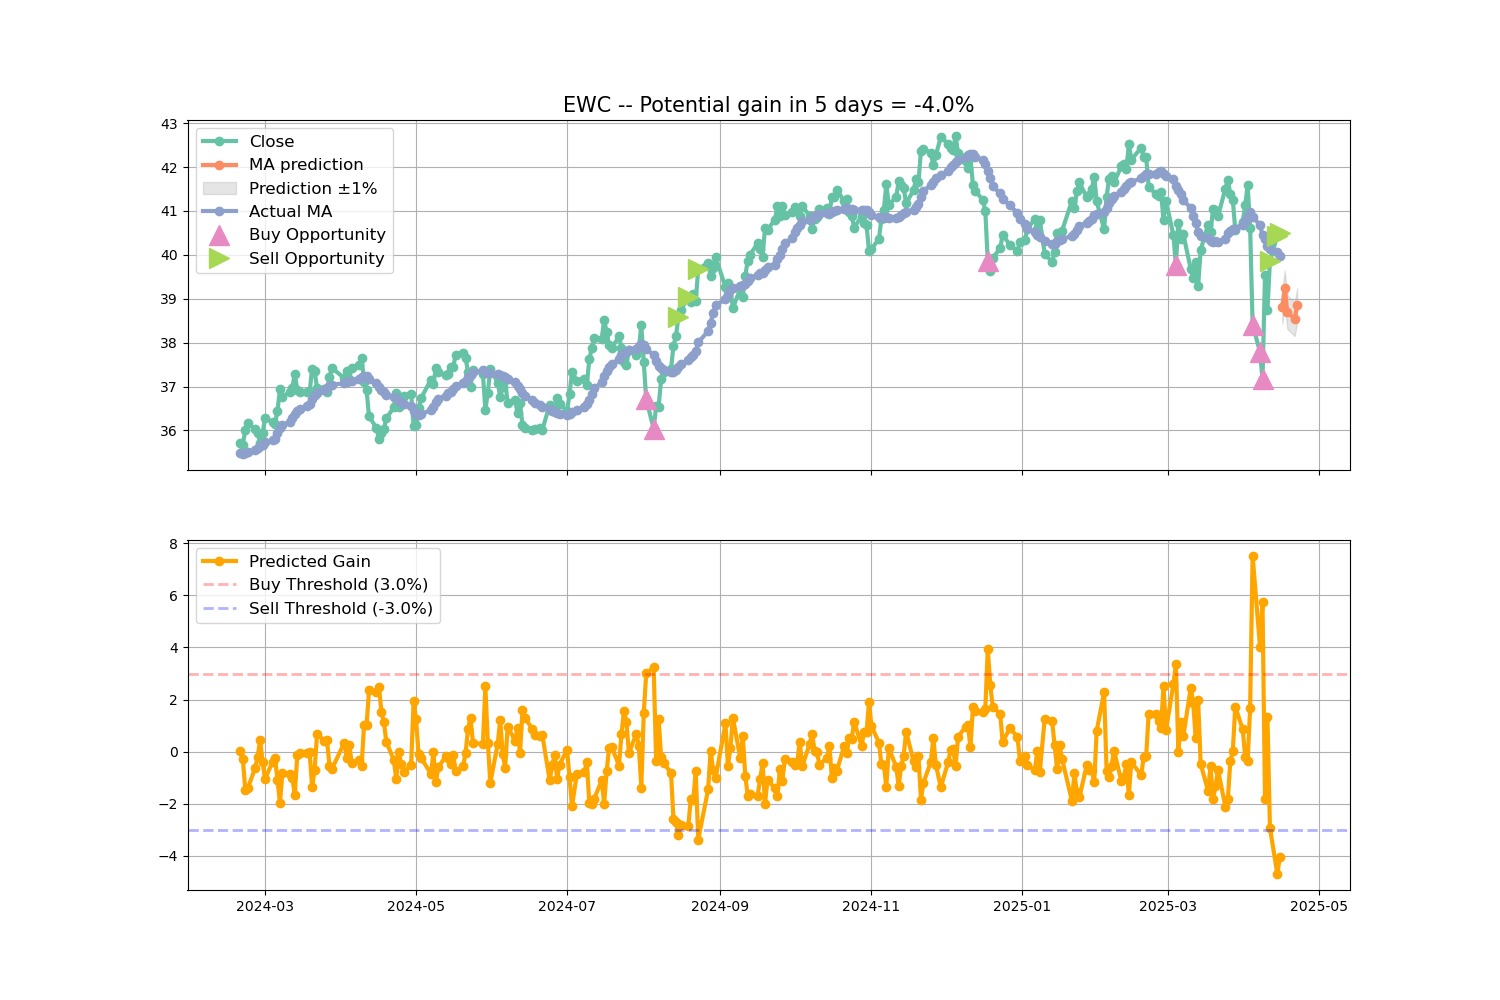 EWC -- Potential gain in 5 days = -4.0%
43
42
41
40
39
38
37
36
Close
MA prediction
Prediction ±1%
Actual MA
Buy Opportunity
Sell Opportunity
8
6
4
2
0
−2
−4
Predicted Gain
Buy Threshold (3.0%)
Sell Threshold (-3.0%)
2024-03
2024-05
2024-07
2024-09
2024-11
2025-01
2025-03
2025-05